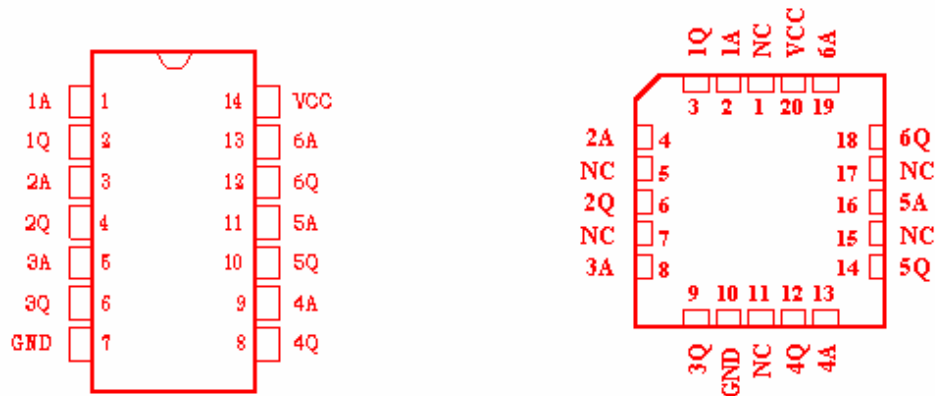 1A 1 14 VCC
1Q 2 13 6A
2A 3 12 6Q
2Q 4 11 5A
3A 5 10 5Q
3Q 6 9 4A
GND 7 8 4Q
1Q 1A NC VCC 6A
3 2 1 20 19
2A 4 18 6Q
NC 5 17 NC
2Q 6 16 5A
NC 7 15 NC
3A 8 14 5Q
9 10 11 12 13
3Q GND NC 4Q 4A